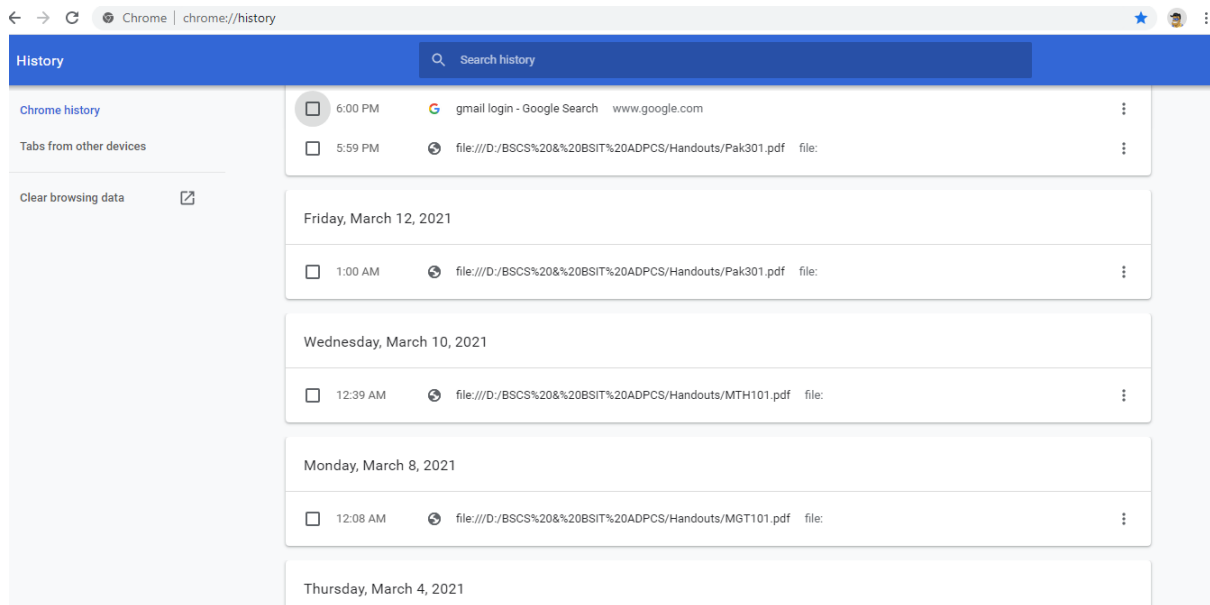 Chrome | chrome://history
History
Search history
Chrome history
Tabs from other devices
Clear browsing data
6:00 PM gmail login - Google Search www.google.com
5:59 PM file:///D:/BSCS%20&%20BSIT%20ADPCS/Handouts/Pak301.pdf file:
Friday, March 12, 2021
1:00 AM file:///D:/BSCS%20&%20BSIT%20ADPCS/Handouts/Pak301.pdf file:
Wednesday, March 10, 2021
12:39 AM file:///D:/BSCS%20&%20BSIT%20ADPCS/Handouts/MTH101.pdf file:
Monday, March 8, 2021
12:08 AM file:///D:/BSCS%20&%20BSIT%20ADPCS/Handouts/MGT101.pdf file:
Thursday, March 4, 2021